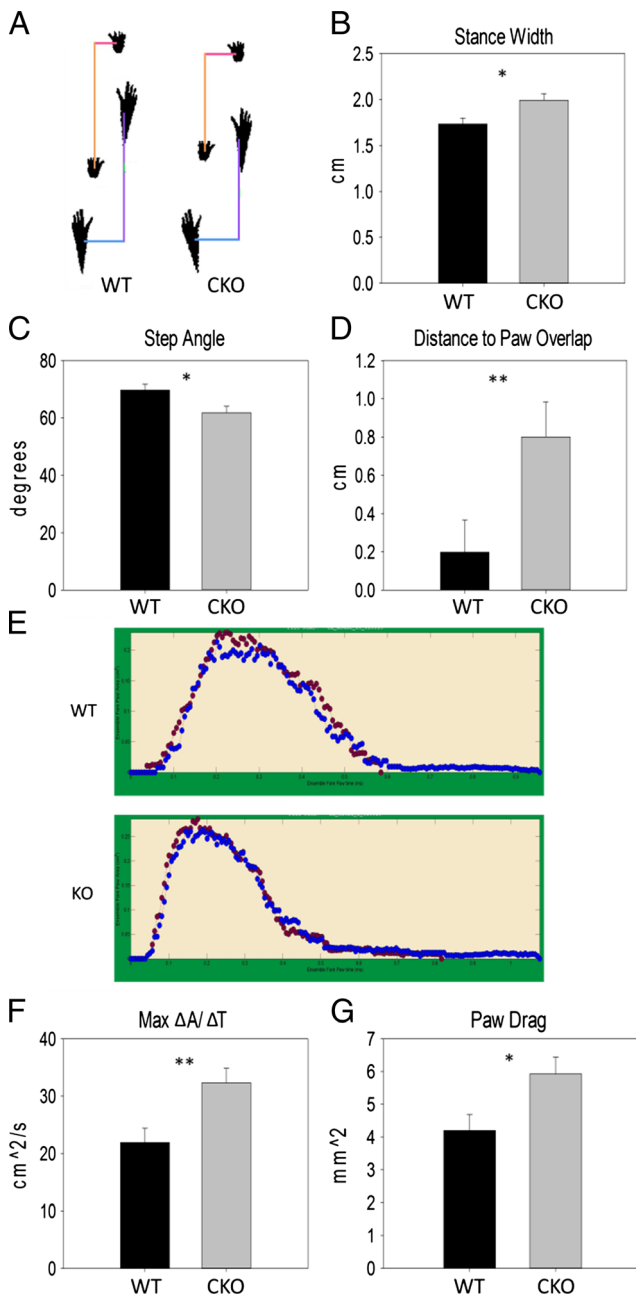 A
WT CKO
B
Stance Width
*
2.5
2.0
1.5
1.0
0.5
0.0
cm
WT CKO
C
Step Angle
*
80
60
40
20
0
degrees
WT CKO
D
Distance to Paw Overlap
**
1.2
1.0
0.8
0.6
0.4
0.2
0.0
cm
WT CKO
E
WT
KO
F
Max ΔA/ ΔT
**
40
30
20
10
0
cm^2/s
WT CKO
G
Paw Drag
*
7
6
5
4
3
2
1
0
mm^2
WT CKO